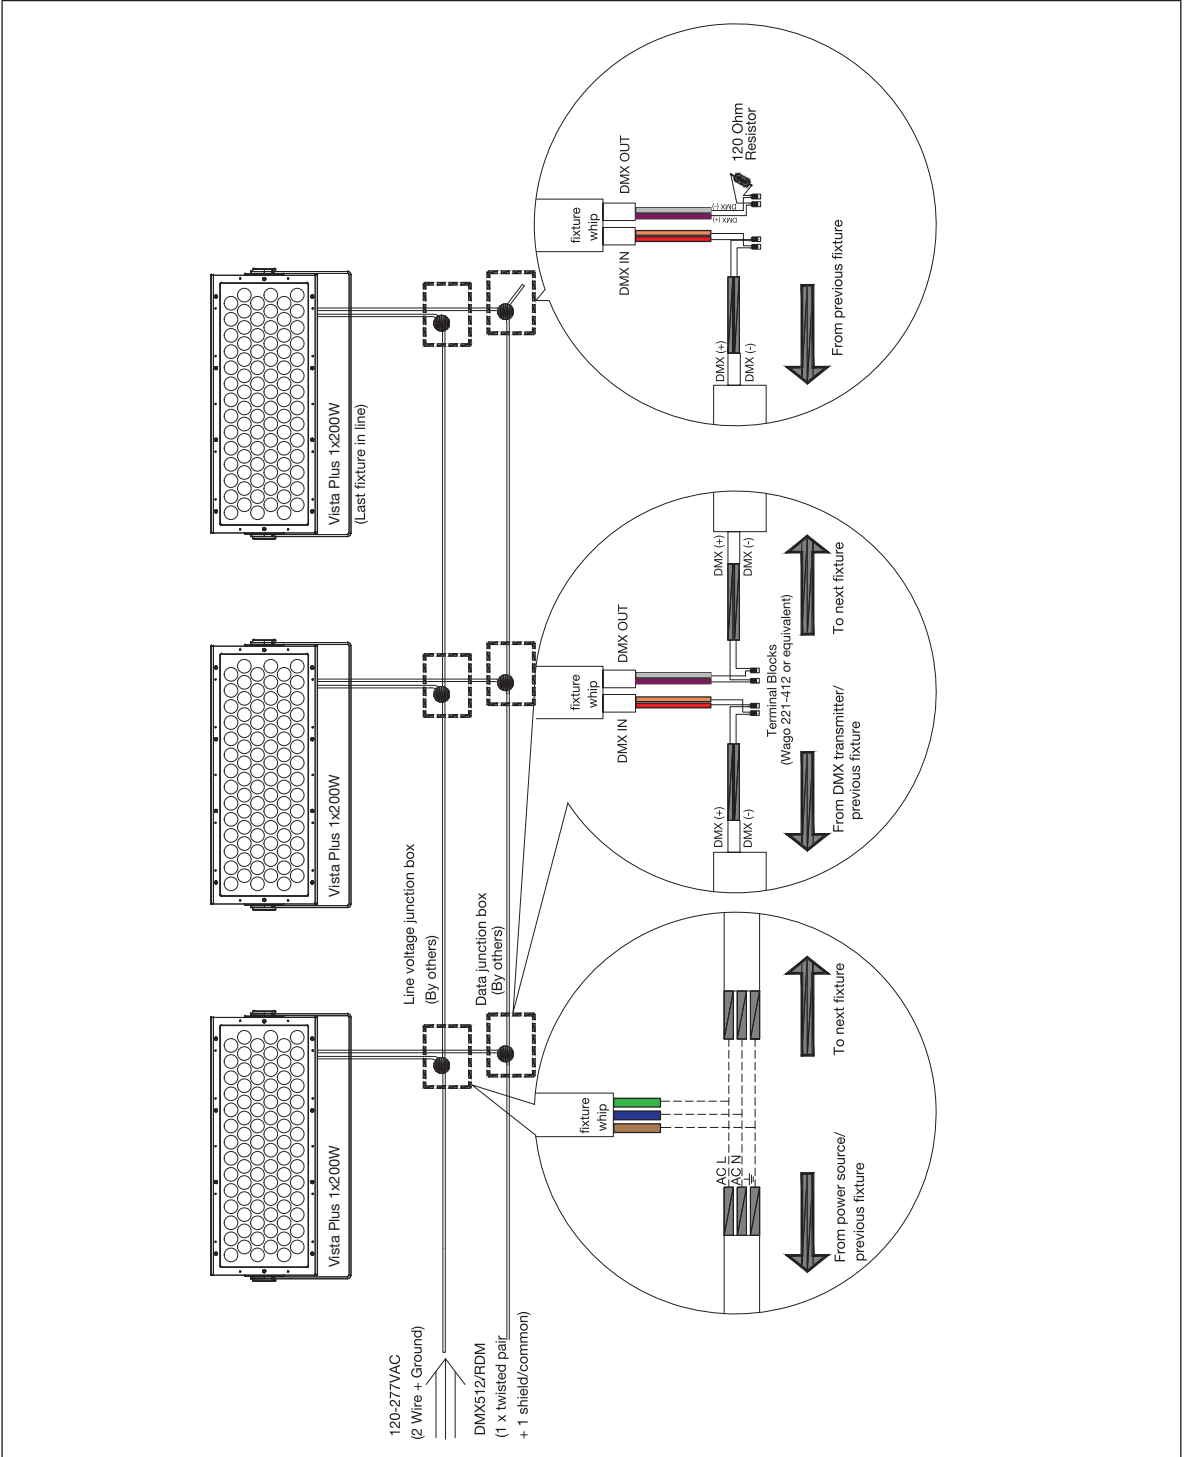 120-277VAC
(2 Wire + Ground)
DMX512/RDM
(1 x twisted pair
+ 1 shield/common)
Vista Plus 1x200W
Vista Plus 1x200W
Vista Plus 1x200W
(Last fixture in line)
Line voltage junction box
(By others)
Data junction box
(By others)
fixture
whip
AC L
AC N
From power source/
previous fixture
To next fixture
fixture
whip
DMX IN
DMX OUT
DMX (+)
DMX (-)
DMX (+)
DMX (-)
Terminal Blocks
(Wago 221-412 or equivalent)
From DMX transmitter/
previous fixture
To next fixture
fixture
whip
DMX IN
DMX OUT
DMX (+)
DMX (-)
DMX (+)
DMX (-)
120 Ohm
Resistor
From previous fixture